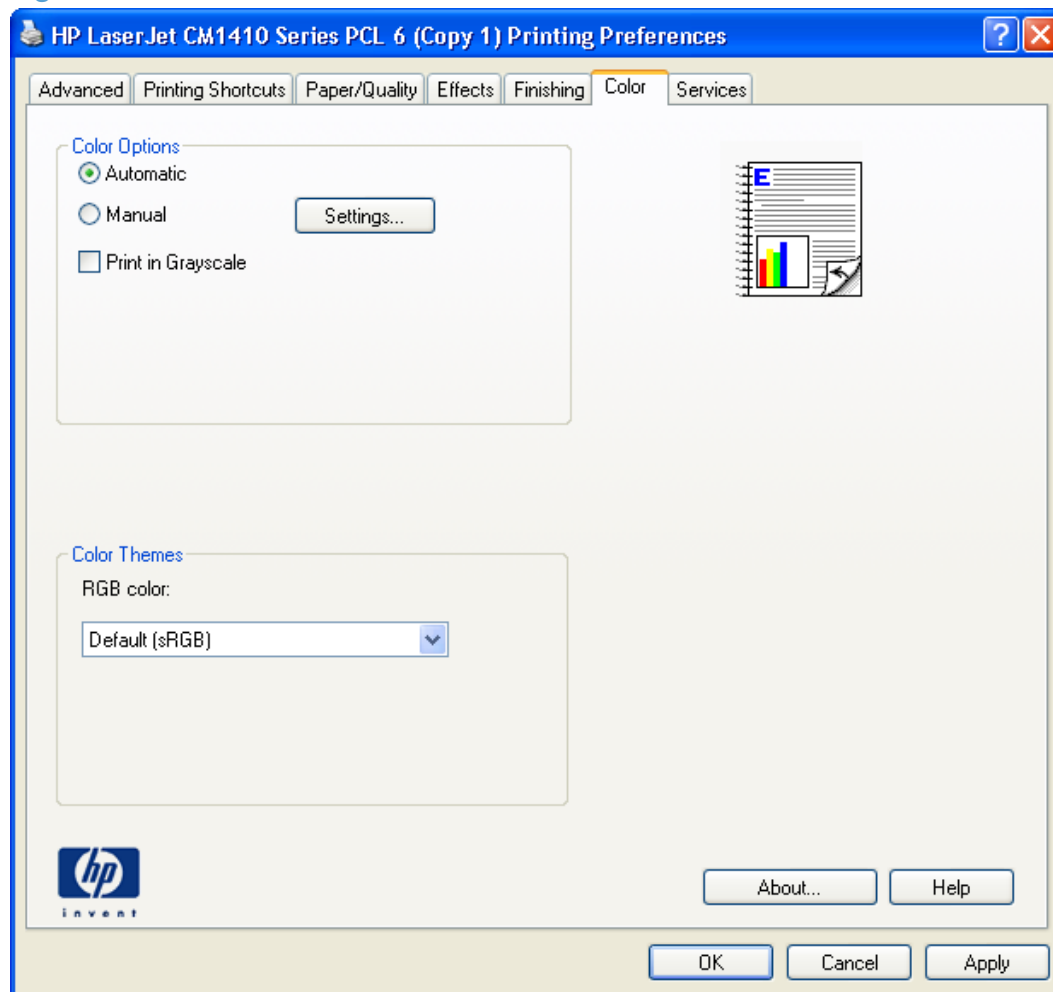 HP LaserJet CM1410 Series PCL 6 (Copy 1) Printing Preferences
Advanced Printing Shortcuts Paper/Quality Effects Finishing Color Services
Color Options
Automatic
Manual Settings...
Print in Grayscale
E
Color Themes
RGB color:
Default (sRGB)
hp
invent
About... Help
OK Cancel Apply